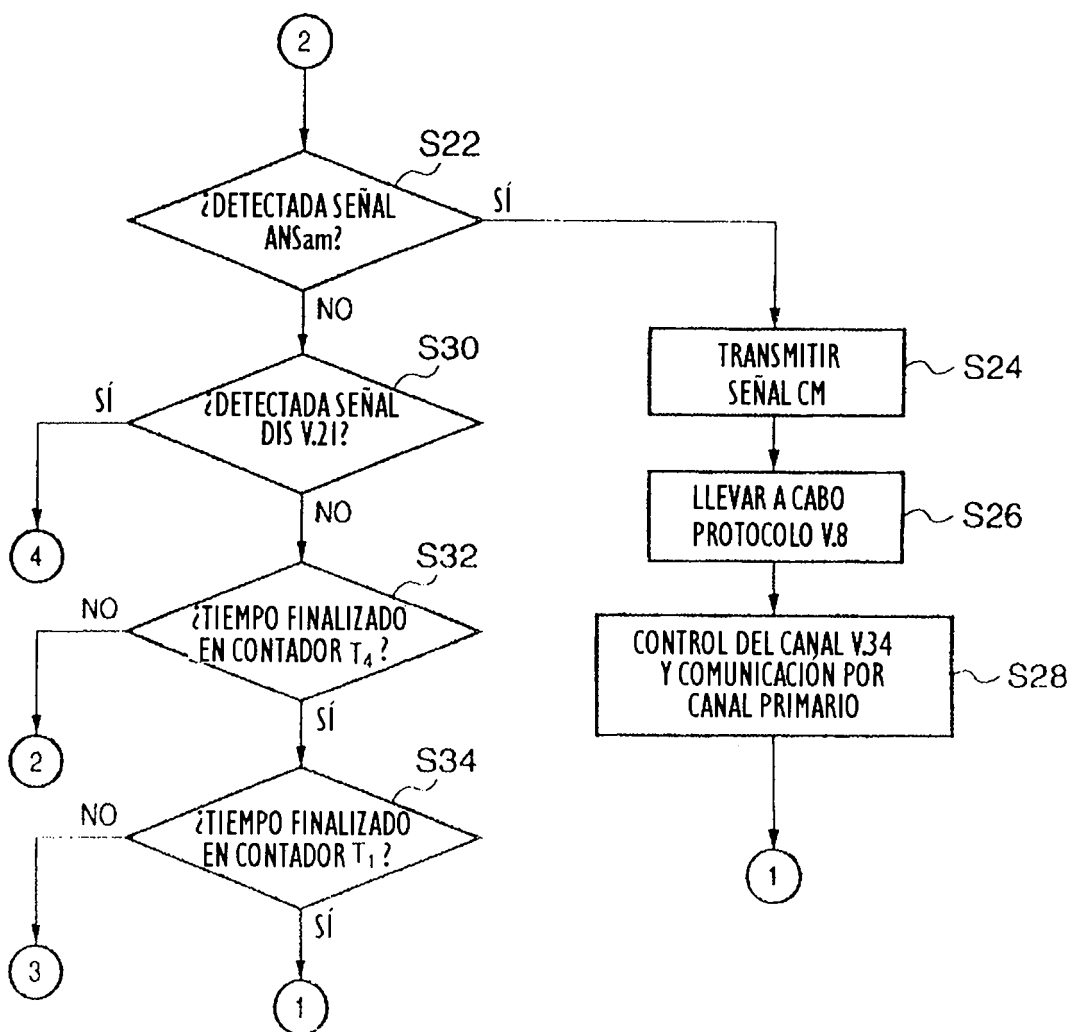 2
S22
¿DETECTADA SEÑAL
ANSam?
SÍ
NO
S30
¿DETECTADA SEÑAL
DIS V.21?
SÍ
NO
4
S32
¿TIEMPO FINALIZADO
EN CONTADOR T₄?
NO
SÍ
2
S34
¿TIEMPO FINALIZADO
EN CONTADOR T₁?
NO
SÍ
3
1
TRANSMITIR
SEÑAL CM
S24
LLEVAR A CABO
PROTOCOLO V.8
S26
CONTROL DEL CANAL V.34
Y COMUNICACIÓN POR
CANAL PRIMARIO
S28
1